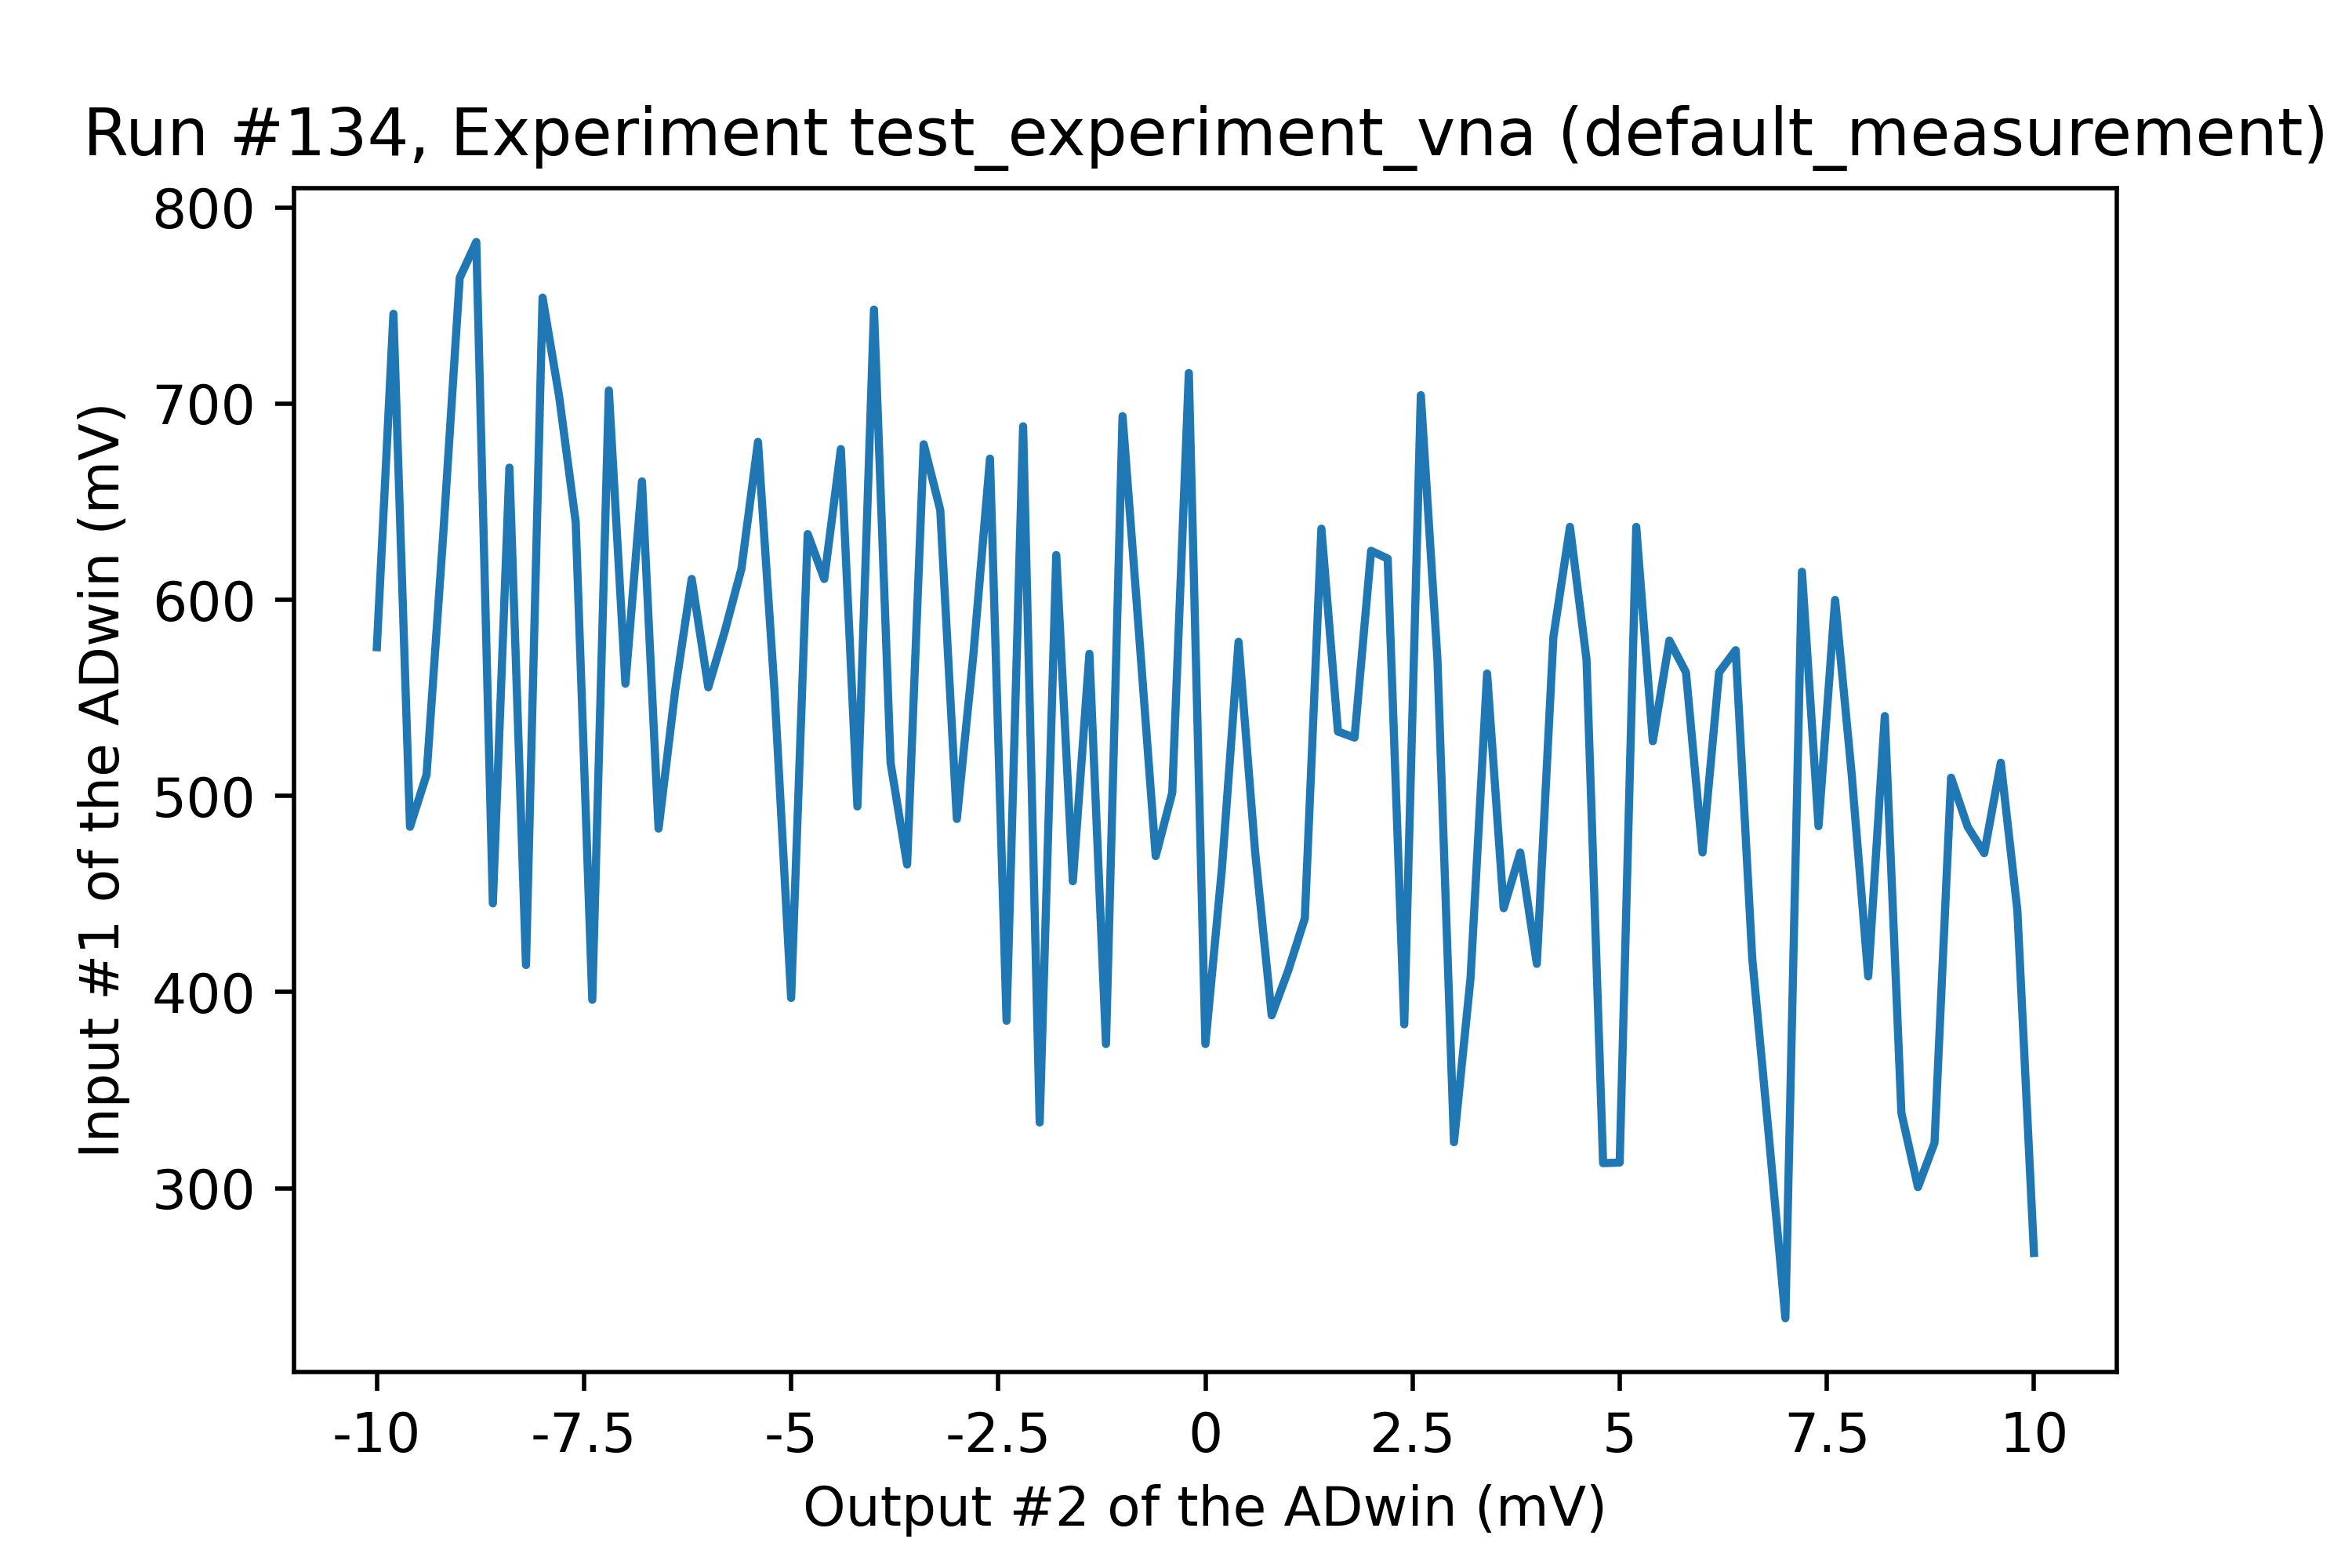 Run #134, Experiment test_experiment_vna (default_measurement)
Input #1 of the ADwin (mV)
800
700
600
500
400
300
-10 -7.5 -5 -2.5 0 2.5 5 7.5 10
Output #2 of the ADwin (mV)